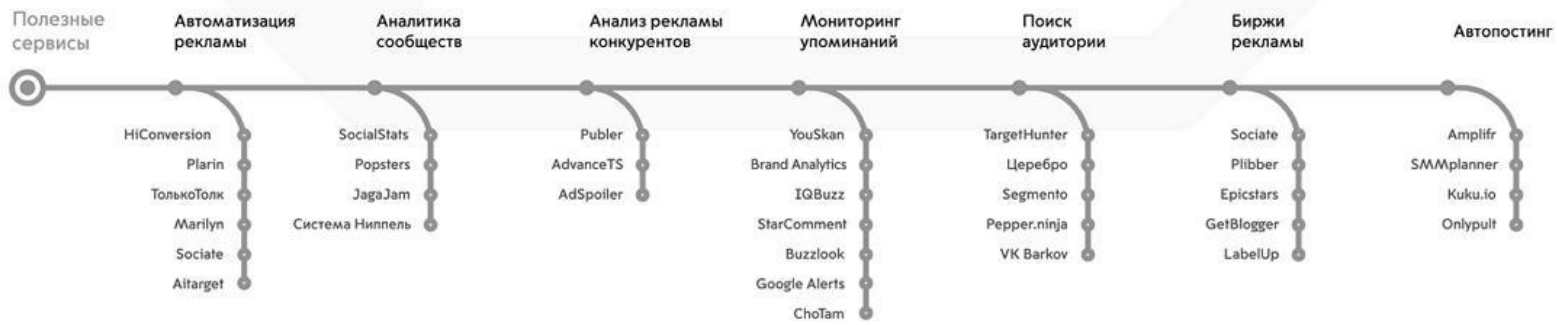 Полезные
сервисы
Автоматизация
рекламы
HiConversion
Plarin
ТолькоТолк
Marilyn
Sociate
Aitarget
Аналитика
сообществ
SocialStats
Popsters
JagaJam
Система Ниппель
Анализ рекламы
конкурентов
Publer
AdvanceTS
AdSpoiler
Мониторинг
упоминаний
YouSkan
Brand Analytics
IQBuzz
StarComment
Buzzlook
Google Alerts
ChoTam
Поиск
аудитории
TargetHunter
Церебро
Segmento
Pepper.ninja
VK Barkov
Биржи
рекламы
Sociate
Plibber
Epicstars
GetBlogger
LabelUp
Автопостинг
Amplifr
SMMplanner
Kuku.io
Onlypult